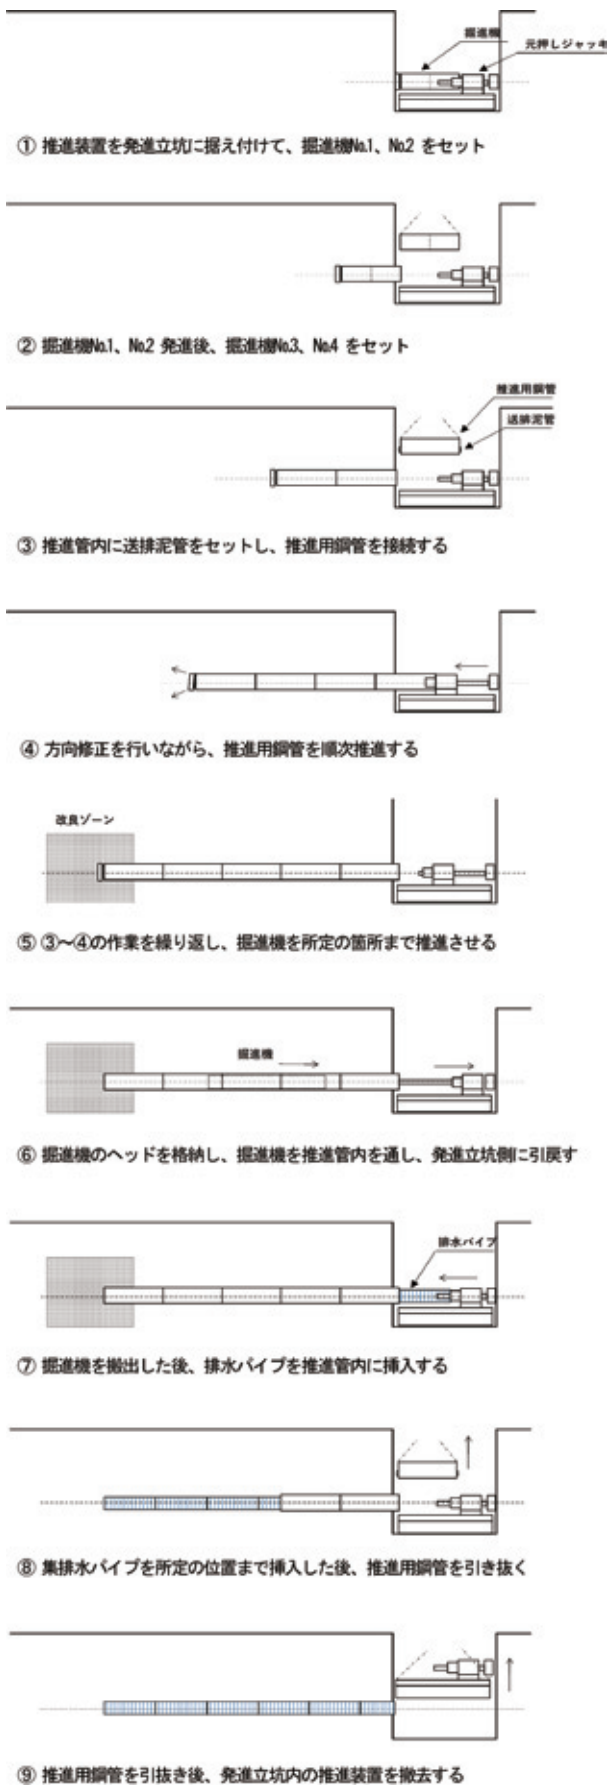 掘進機
元押しジャッキ
① 推進装置を発進立坑に据え付けて、掘進機No.1、No.2 をセット
② 掘進機No.1、No.2 発進後、掘進機No.3、No.4 をセット
推進用鋼管
送排泥管
③ 推進管内に送排泥管をセットし、推進用鋼管を接続する
④ 方向修正を行いながら、推進用鋼管を順次推進する
改良ゾーン
⑤ ③～④の作業を繰り返し、掘進機を所定の箇所まで推進させる
掘進機
⑥ 掘進機のヘッドを格納し、掘進機を推進管内を通し、発進立坑側に引戻す
排水パイプ
⑦ 掘進機を搬出した後、排水パイプを推進管内に挿入する
⑧ 集排水パイプを所定の位置まで挿入した後、推進用鋼管を引き抜く
⑨ 推進用鋼管を引抜き後、発進立坑内の推進装置を撤去する